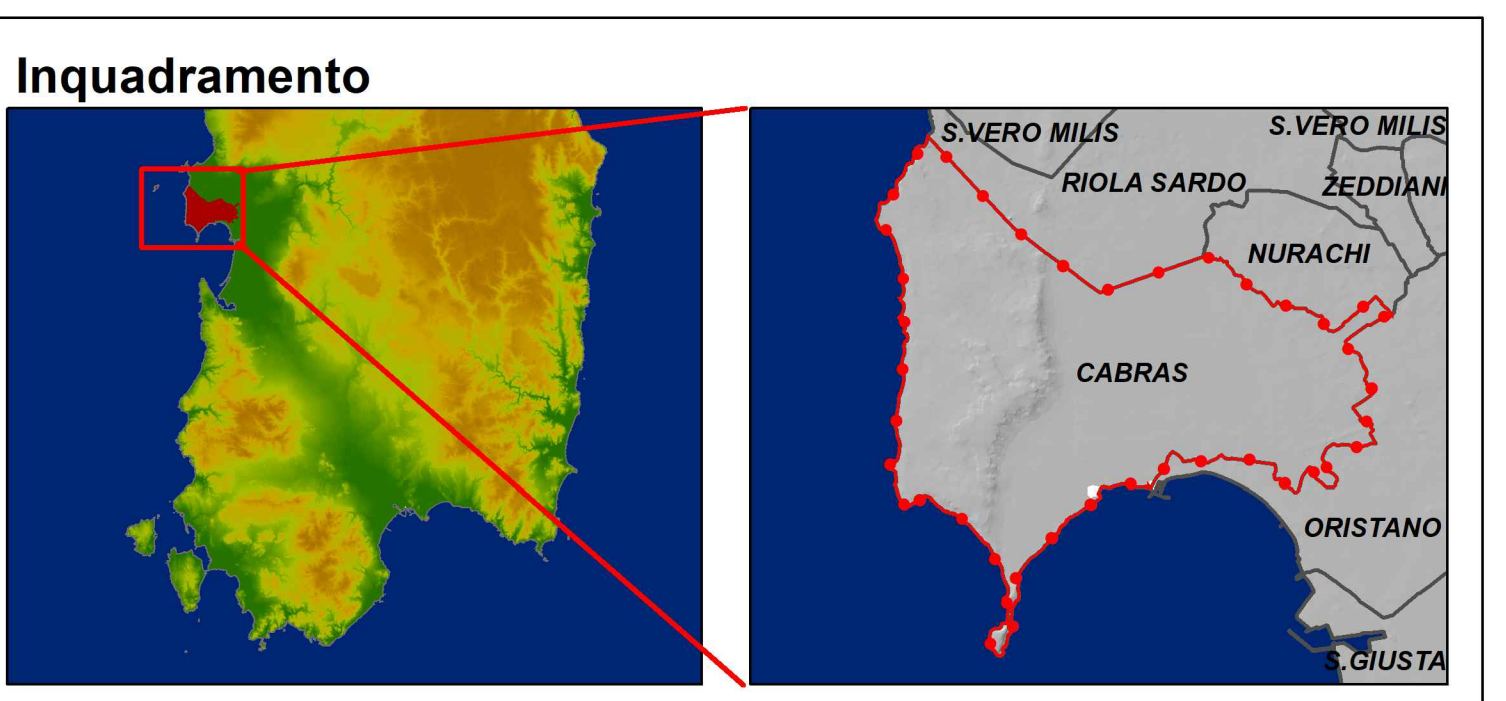 Inquadramento
S.VERO MILIS
S.VERO MILIS
RIOLA SARDO
ZEDDIANI
NURACHI
CABRAS
ORISTANO
S.GIUSTA